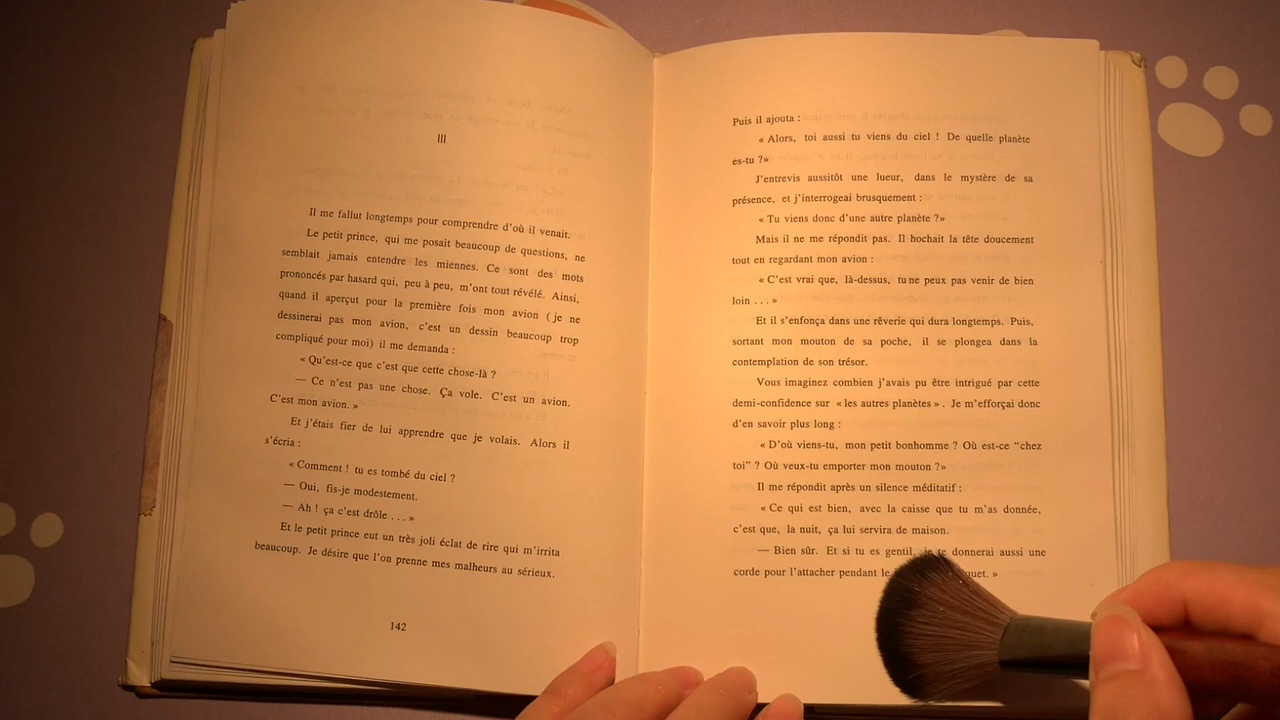 III
Il me fallut longtemps pour comprendre d'où il venait.
Le petit prince, qui me posait beaucoup de questions, ne
semblait jamais entendre les miennes. Ce sont des mots
prononcés par hasard qui, peu à peu, m'ont tout révélé. Ainsi,
quand il aperçut pour la première fois mon avion (je ne
dessinerai pas mon avion, c'est un dessin beaucoup trop
compliqué pour moi) il me demanda :
« Qu'est-ce que c'est que cette chose-là ?
— Ce n'est pas une chose. Ça vole. C'est un avion.
C'est mon avion. »
Et j'étais fier de lui apprendre que je volais. Alors il
s'écria :
« Comment ! tu es tombé du ciel ?
— Oui, fis-je modestement.
— Ah ! ça c'est drôle ... »
Et le petit prince eut un très joli éclat de rire qui m'irrita
beaucoup. Je désire que l'on prenne mes malheurs au sérieux.
142
Puis il ajouta :
« Alors, toi aussi tu viens du ciel ! De quelle planète
es-tu ?»
J'entrevis aussitôt une lueur, dans le mystère de sa
présence, et j'interrogeai brusquement :
« Tu viens donc d'une autre planète ?»
Mais il ne me répondit pas. Il hochait la tête doucement
tout en regardant mon avion :
« C'est vrai que, là-dessus, tu ne peux pas venir de bien
loin ... »
Et il s'enfonça dans une rêverie qui dura longtemps. Puis,
sortant mon mouton de sa poche, il se plongea dans la
contemplation de son trésor.
Vous imaginez combien j'avais pu être intrigué par cette
demi-confidence sur « les autres planètes ». Je m'efforçai donc
d'en savoir plus long :
« D'où viens-tu, mon petit bonhomme ? Où est-ce “chez
toi” ? Où veux-tu emporter mon mouton ?»
Il me répondit après un silence méditatif :
« Ce qui est bien, avec la caisse que tu m'as donnée,
c'est que, la nuit, ça lui servira de maison.
— Bien sûr. Et si tu es gentil, je te donnerai aussi une
corde pour l'attacher pendant le